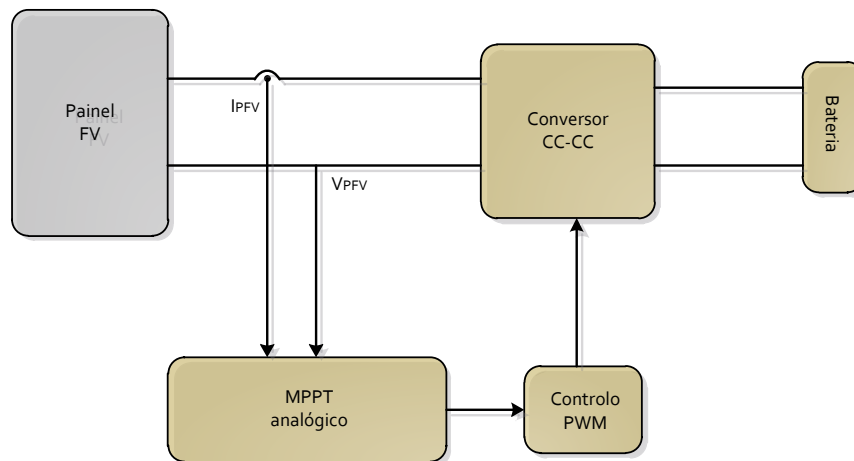 Painel
FV
IPFV
VPFV
Conversor
CC-CC
Bateria
MPPT
analógico
Controlo
PWM